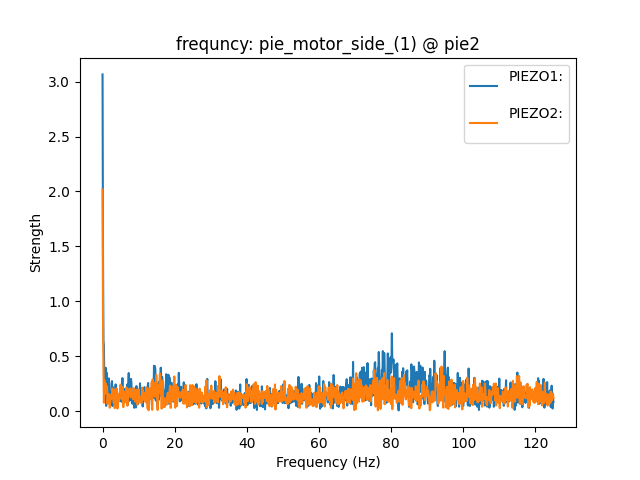 frequncy: pie_motor_side_(1) @ pie2
PIEZO1:
PIEZO2:
Strength
3.0
2.5
2.0
1.5
1.0
0.5
0.0
0 20 40 60 80 100 120
Frequency (Hz)